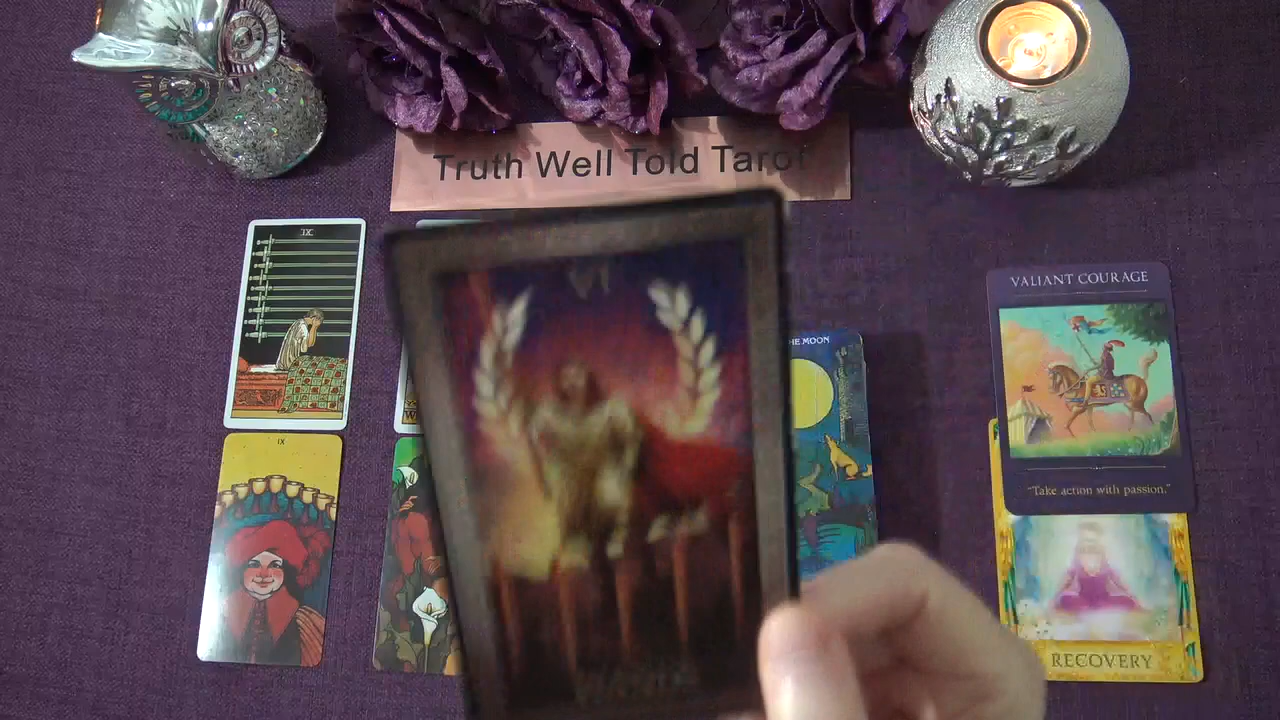 Truth Well Told Tarot
IX
VALIANT COURAGE
THE MOON
"Take action with passion."
IX
RECOVERY